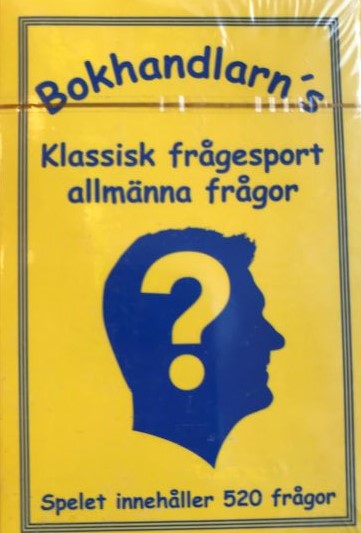 Bokhandlarn´s
Klassisk frågesport
allmänna frågor
?
Spelet innehåller 520 frågor